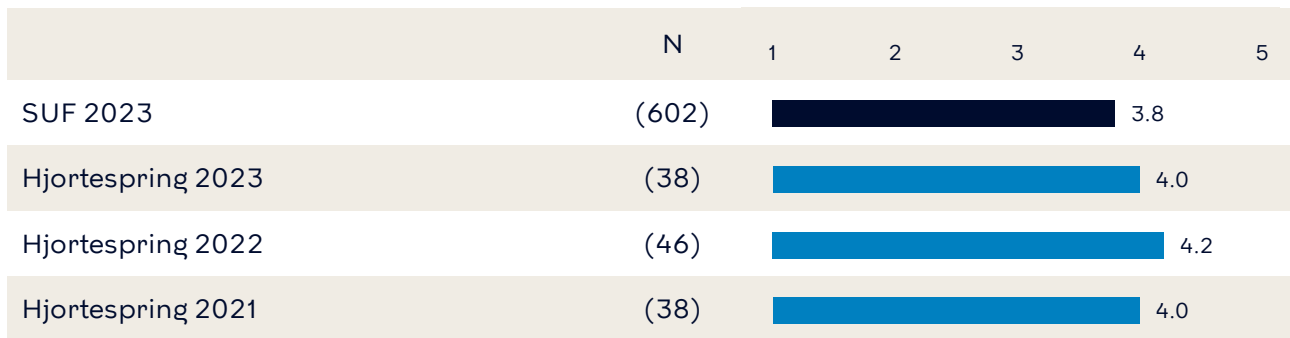 N 1 2 3 4 5
SUF 2023 (602) 3.8
Hjortespring 2023 (38) 4.0
Hjortespring 2022 (46) 4.2
Hjortespring 2021 (38) 4.0